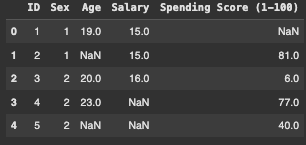 ID Sex Age Salary Spending Score (1-100)
0 1 1 19.0 15.0 NaN
1 2 1 NaN 15.0 81.0
2 3 2 20.0 16.0 6.0
3 4 2 23.0 NaN 77.0
4 5 2 NaN NaN 40.0